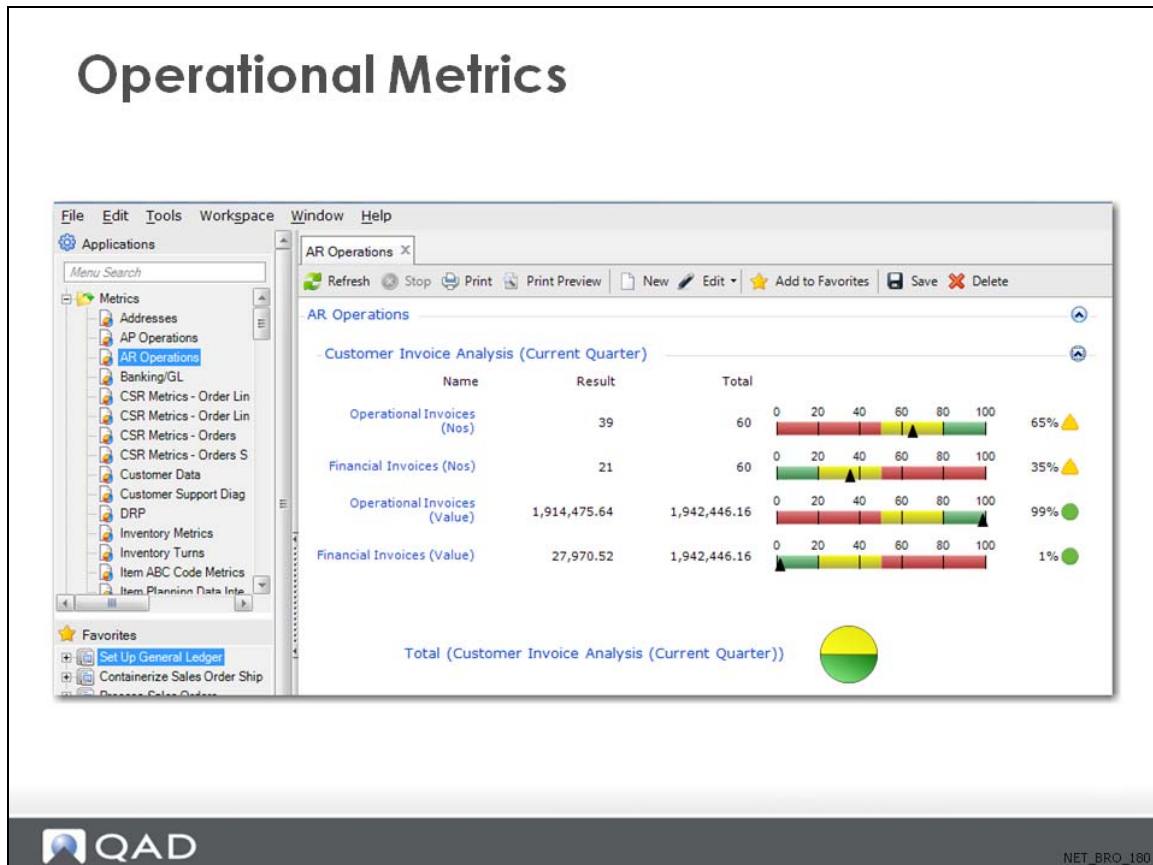 Operational Metrics
File Edit Tools Workspace Window Help
Applications
Menu Search
Metrics
Addresses
AP Operations
AR Operations
Banking/GL
CSR Metrics - Order Lin
CSR Metrics - Order Lin
CSR Metrics - Orders
CSR Metrics - Orders S
Customer Data
Customer Support Diag
DRP
Inventory Metrics
Inventory Turns
Item ABC Code Metrics
Item Planning Data Inte
Favorites
Set Up General Ledger
Containerize Sales Order Ship
Process Sales Orders
AR Operations X
Refresh Stop Print Print Preview New Edit Add to Favorites Save Delete
AR Operations
Customer Invoice Analysis (Current Quarter)
Name Result Total
Operational Invoices
(Nos)
39 60 0 20 40 60 80 100 65%
Financial Invoices (Nos) 21 60 0 20 40 60 80 100 35%
Operational Invoices
(Value)
1,914,475.64 1,942,446.16 0 20 40 60 80 100 99%
Financial Invoices (Value) 27,970.52 1,942,446.16 0 20 40 60 80 100 1%
Total (Customer Invoice Analysis (Current Quarter))
QAD
NET_BRO_180